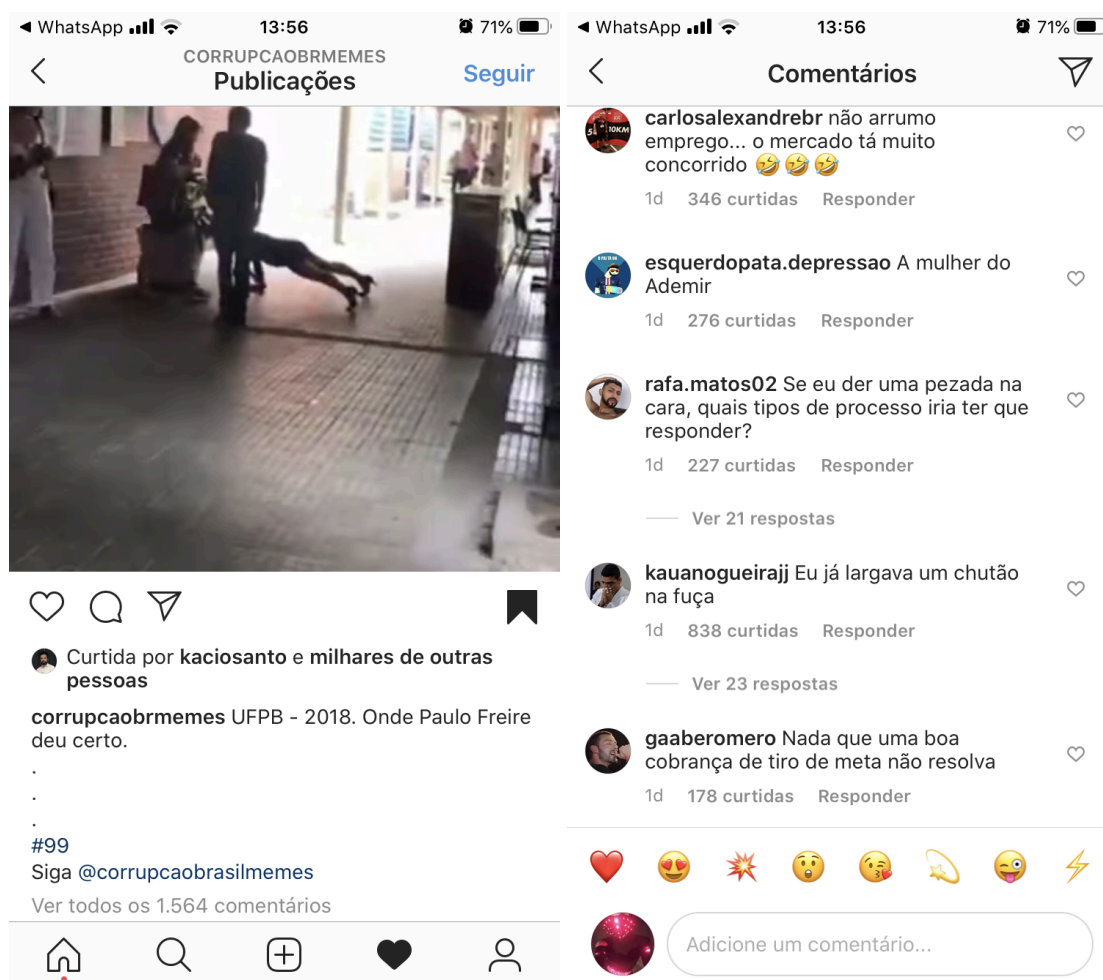 WhatsApp
13:56
71%
CORRUPCAOBRMEMES
Publicações
Seguir
Curtida por kaciosanto e milhares de outras
pessoas
corrupcaobrmemes UFPB - 2018. Onde Paulo Freire
deu certo.
.
.
.
#99
Siga @corrupcaobrasilmemes
Ver todos os 1.564 comentários
WhatsApp
13:56
71%
Comentários
carlosalexandrebr não arrumo
emprego... o mercado tá muito
concorrido 🤣🤣🤣
1d 346 curtidas Responder
esquerdopata.depressao A mulher do
Ademir
1d 276 curtidas Responder
rafa.matos02 Se eu der uma pezada na
cara, quais tipos de processo iria ter que
responder?
1d 227 curtidas Responder
Ver 21 respostas
kauanogueirajj Eu já largava um chutão
na fuça
1d 838 curtidas Responder
Ver 23 respostas
gaaberomero Nada que uma boa
cobrança de tiro de meta não resolva
1d 178 curtidas Responder
Adicione um comentário...